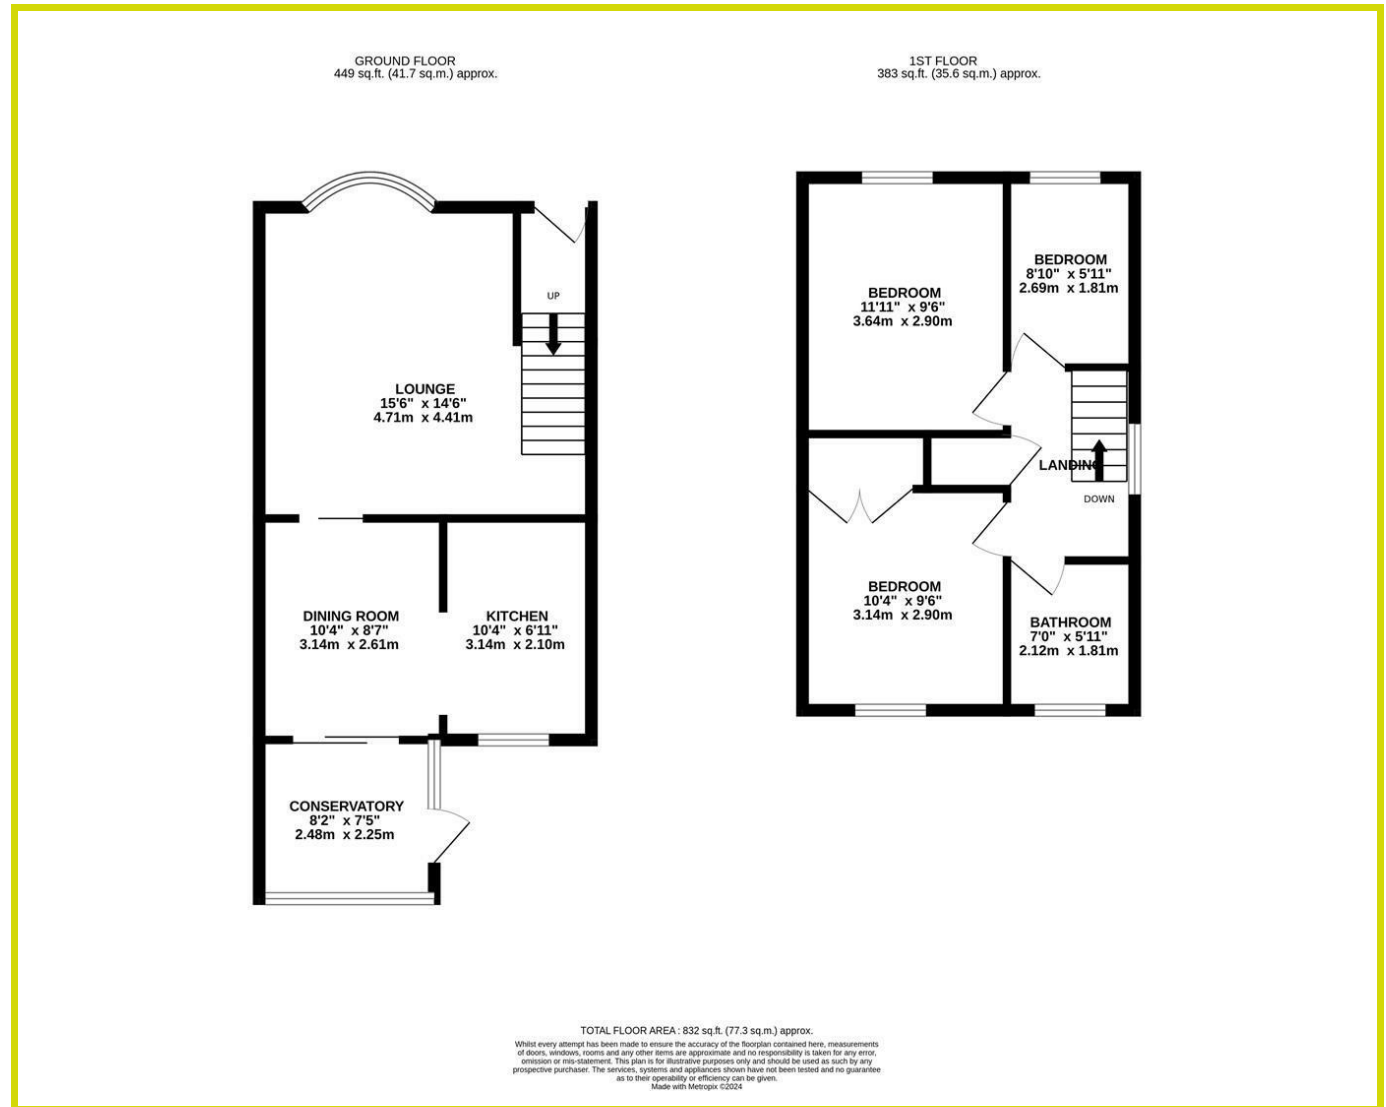 GROUND FLOOR
449 sq.ft. (41.7 sq.m.) approx.
1ST FLOOR
383 sq.ft. (35.6 sq.m.) approx.
UP
LOUNGE
15'6" x 14'6"
4.71m x 4.41m
DINING ROOM
10'4" x 8'7"
3.14m x 2.61m
KITCHEN
10'4" x 6'11"
3.14m x 2.10m
CONSERVATORY
8'2" x 7'5"
2.48m x 2.25m
BEDROOM
11'11" x 9'6"
3.64m x 2.90m
BEDROOM
8'10" x 5'11"
2.69m x 1.81m
LANDING
DOWN
BEDROOM
10'4" x 9'6"
3.14m x 2.90m
BATHROOM
7'0" x 5'11"
2.12m x 1.81m
TOTAL FLOOR AREA : 832 sq.ft. (77.3 sq.m.) approx.
Whilst every attempt has been made to ensure the accuracy of the floorplan contained here, measurements
of doors, windows, rooms and any other items are approximate and no responsibility is taken for any error,
omission or mis-statement. This plan is for illustrative purposes only and should be used as such by any
prospective purchaser. The services, systems and appliances shown have not been tested and no guarantee
as to their operability or efficiency can be given.
Made with Metropix ©2024